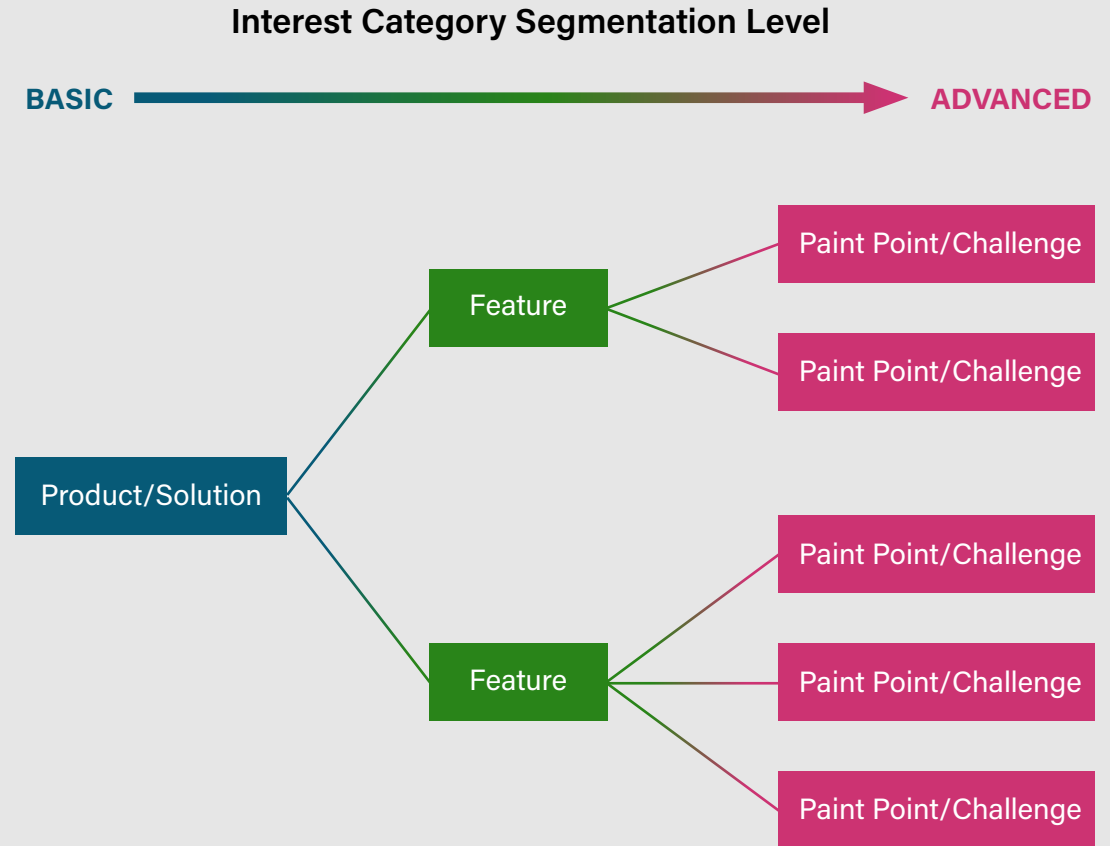 Interest Category Segmentation Level
BASIC
ADVANCED
Paint Point/Challenge
Feature
Paint Point/Challenge
Product/Solution
Paint Point/Challenge
Feature
Paint Point/Challenge
Paint Point/Challenge